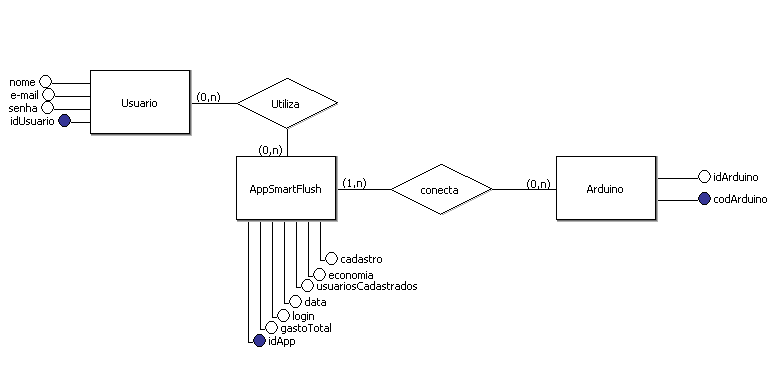 nome
e-mail
senha
idUsuario
Usuario
(0,n)
Utiliza
(0,n)
AppSmartFlush
(1,n)
conecta
(0,n)
Arduino
idArduino
codArduino
cadastro
economia
usuariosCadastrados
data
login
gastoTotal
idApp